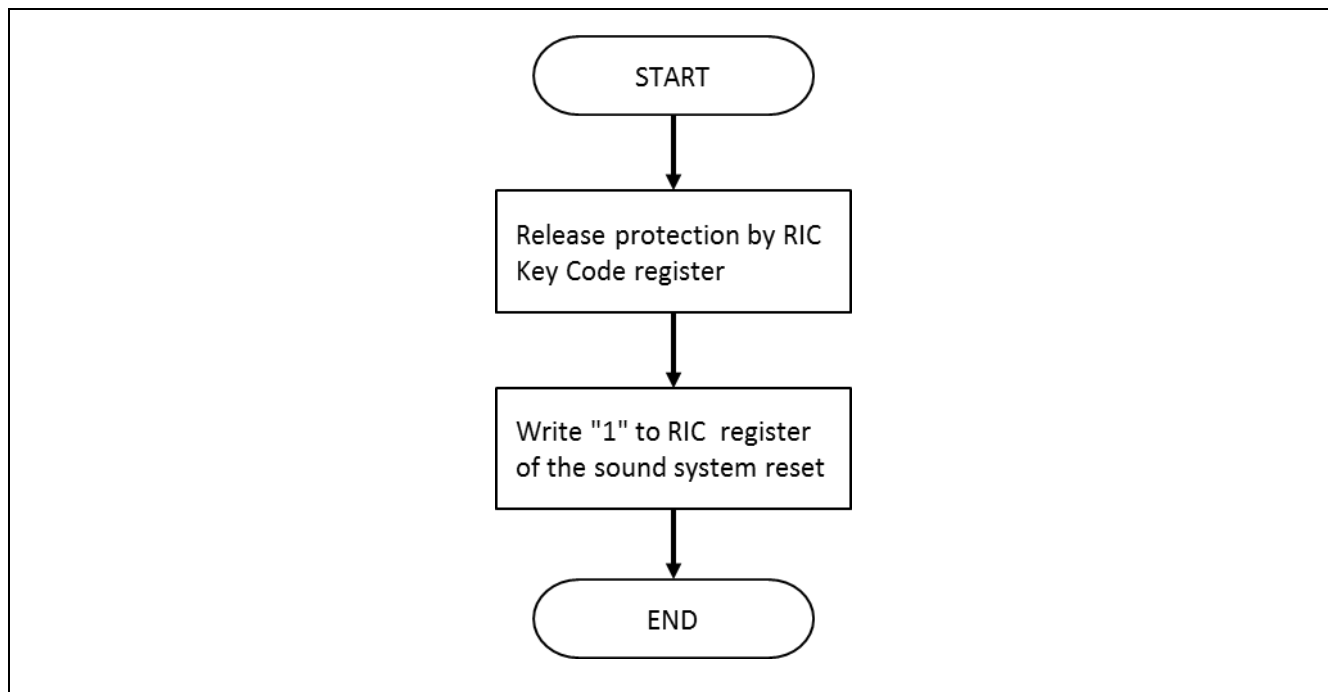 START
Release protection by RIC
Key Code register
Write "1" to RIC register
of the sound system reset
END